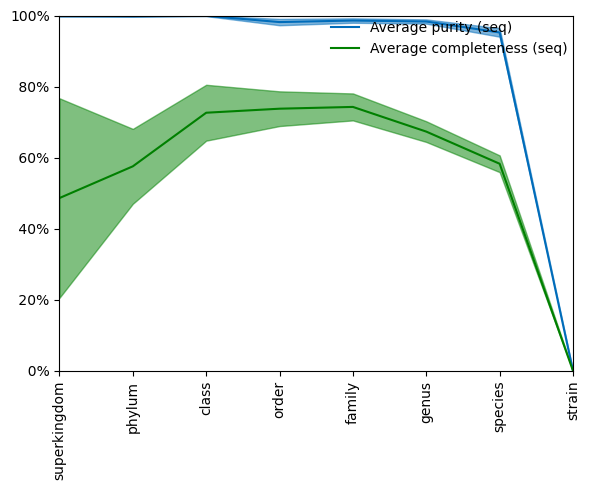 100%
Average purity (seq)
Average completeness (seq)
80%
60%
40%
20%
0%
superkingdom
phylum
class
order
family
genus
species
strain